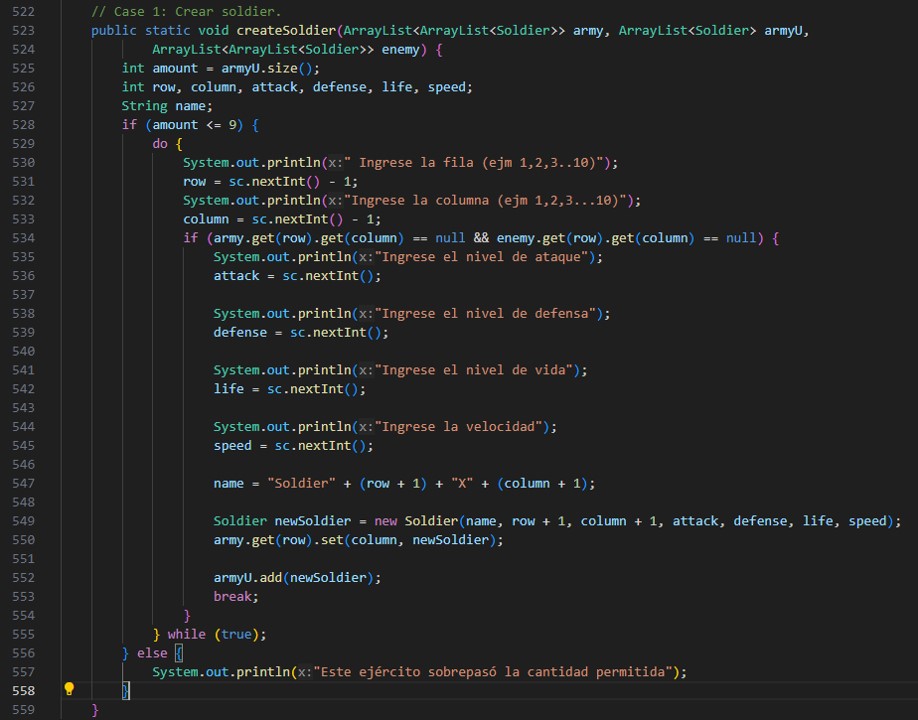 522 // Case 1: Crear soldier.
523 public static void createSoldier(ArrayList<ArrayList<Soldier>> army, ArrayList<Soldier> armyU,
524 ArrayList<ArrayList<Soldier>> enemy) {
525 int amount = armyU.size();
526 int row, column, attack, defense, life, speed;
527 String name;
528 if (amount <= 9) {
529 do {
530 System.out.println(x:" Ingrese la fila (ejm 1,2,3..10)");
531 row = sc.nextInt() - 1;
532 System.out.println(x:"Ingrese la columna (ejm 1,2,3...10)");
533 column = sc.nextInt() - 1;
534 if (army.get(row).get(column) == null && enemy.get(row).get(column) == null) {
535 System.out.println(x:"Ingrese el nivel de ataque");
536 attack = sc.nextInt();
537
538 System.out.println(x:"Ingrese el nivel de defensa");
539 defense = sc.nextInt();
540
541 System.out.println(x:"Ingrese el nivel de vida");
542 life = sc.nextInt();
543
544 System.out.println(x:"Ingrese la velocidad");
545 speed = sc.nextInt();
546
547 name = "Soldier" + (row + 1) + "X" + (column + 1);
548
549 Soldier newSoldier = new Soldier(name, row + 1, column + 1, attack, defense, life, speed);
550 army.get(row).set(column, newSoldier);
551
552 armyU.add(newSoldier);
553 break;
554 }
555 } while (true);
556 } else {
557 System.out.println(x:"Este ejército sobrepasó la cantidad permitida");
558 }
559 }